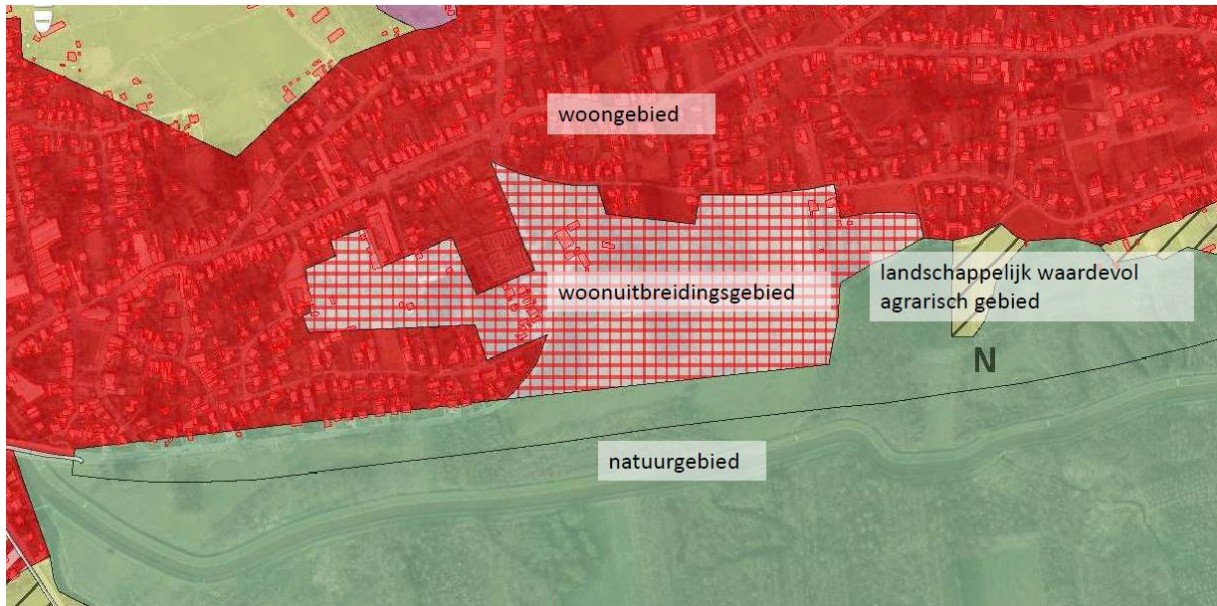 woongebied
woonuitbreidingsgebied
landschappelijk waardevol
agrarisch gebied
N
natuurgebied